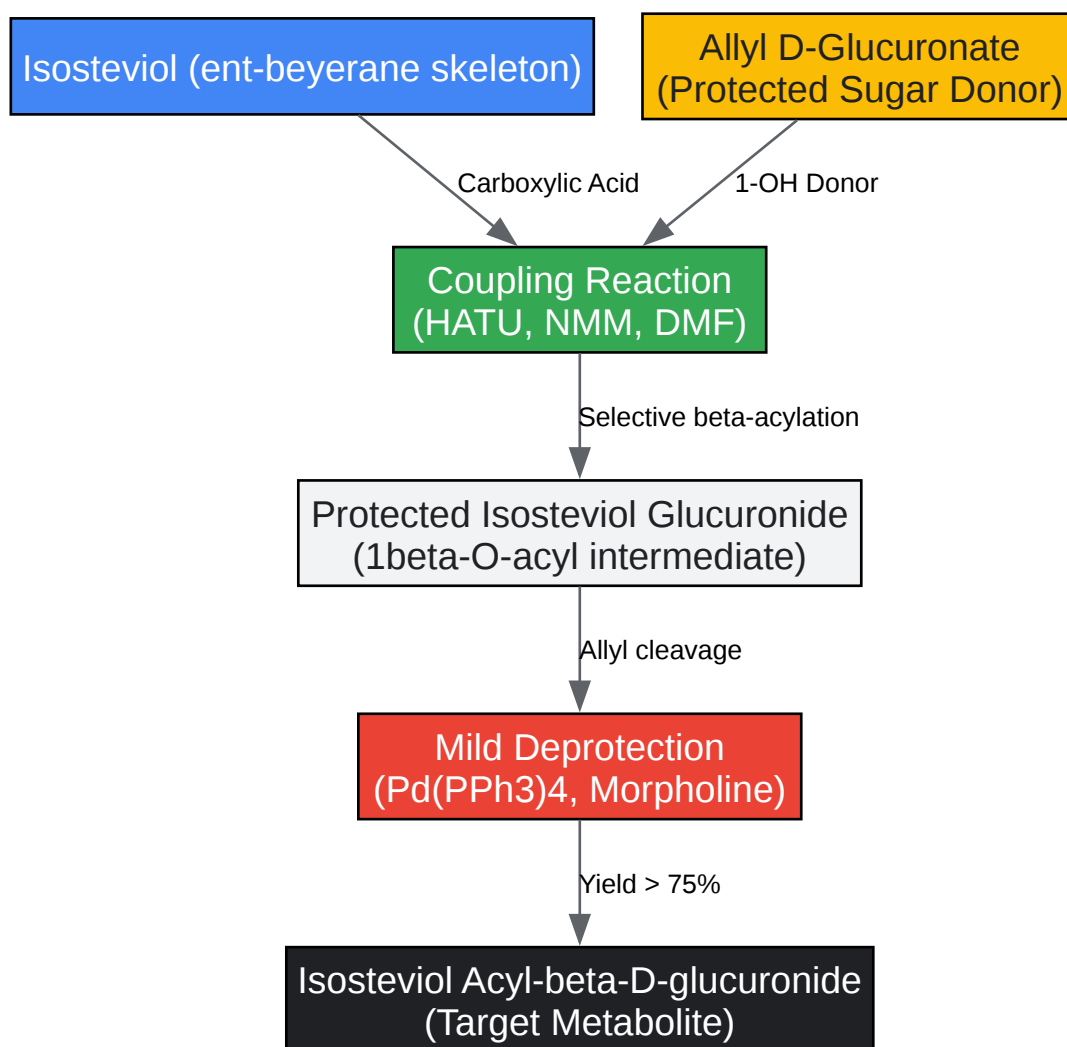 Isosteviol (ent-beyerane skeleton)
Allyl D-Glucuronate
(Protected Sugar Donor)
Carboxylic Acid
1-OH Donor
Coupling Reaction
(HATU, NMM, DMF)
Selective beta-acylation
Protected Isosteviol Glucuronide
(1beta-O-acyl intermediate)
Allyl cleavage
Mild Deprotection
(Pd(PPh3)4, Morpholine)
Yield > 75%
Isosteviol Acyl-beta-D-glucuronide
(Target Metabolite)